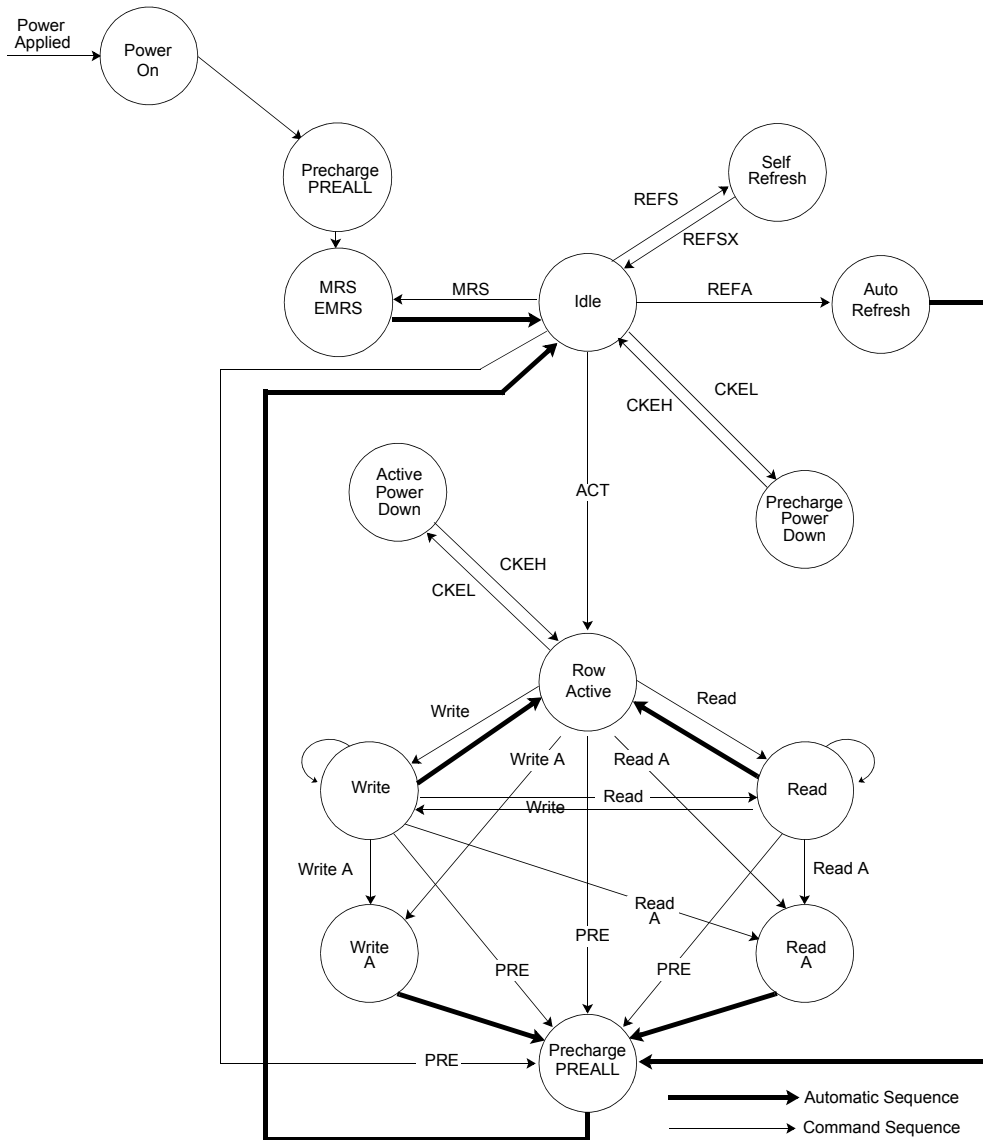 Power
Applied
Power
On
Precharge
PREALL
Self
Refresh
REFS
REFSX
MRS
EMRS
MRS
Idle
REFA
Auto
Refresh
CKEL
CKEH
Active
Power
Down
ACT
Precharge
Power
Down
CKEH
CKEL
Row
Active
Write
Read
Write A
Read A
Write
Read
Write
Read
Write A
Read A
Read
A
Write
A
PRE
Read
A
PRE
PRE
Precharge
PREALL
PRE
Automatic Sequence
Command Sequence